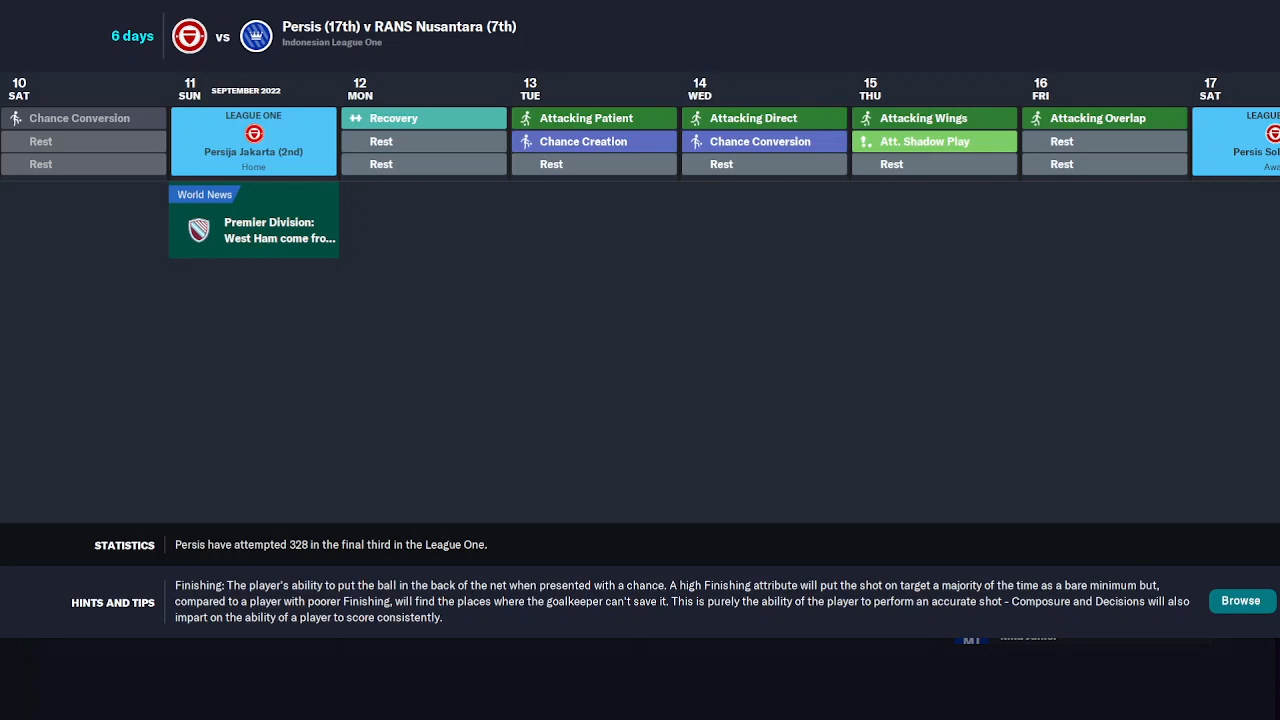 6 days
vs
Persis (17th) v RANS Nusantara (7th)
Indonesian League One
10
SAT
11
SUN SEPTEMBER 2022
12
MON
13
TUE
14
WED
15
THU
16
FRI
17
SAT
Chance Conversion
Rest
Rest
LEAGUE ONE
Persija Jakarta (2nd)
Home
Recovery
Rest
Rest
Attacking Patient
Chance Creation
Rest
Attacking Direct
Chance Conversion
Rest
Attacking Wings
Att. Shadow Play
Rest
Attacking Overlap
Rest
Rest
LEAGUE
Persis Sol
Awa
World News
Premier Division:
West Ham come fro...
STATISTICS
Persis have attempted 328 in the final third in the League One.
HINTS AND TIPS
Finishing: The player's ability to put the ball in the back of the net when presented with a chance. A high Finishing attribute will put the shot on target a majority of the time as a bare minimum but,
compared to a player with poorer Finishing, will find the places where the goalkeeper can't save it. This is purely the ability of the player to perform an accurate shot - Composure and Decisions will also
impart on the ability of a player to score consistently.
Browse